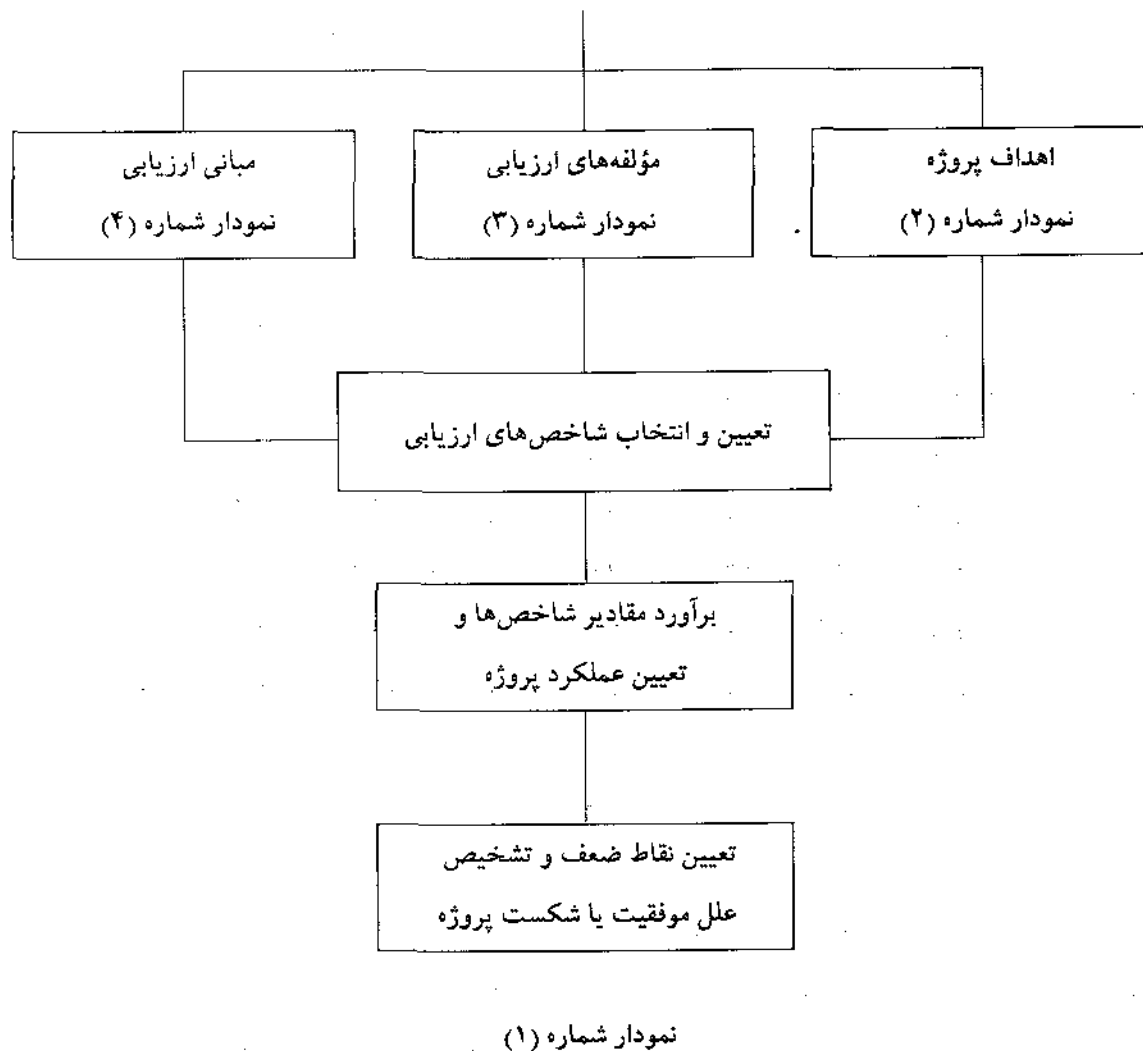 اهداف پروژه
نمودار شماره (۲)
مؤلفه‌های ارزیابی
نمودار شماره (۳)
مبانی ارزیابی
نمودار شماره (۴)
تعیین و انتخاب شاخص‌های ارزیابی
برآورد مقادیر شاخص‌ها و
تعیین عملکرد پروژه
تعیین نقاط ضعف و تشخیص
علل موفقیت یا شکست پروژه
نمودار شماره (۱)